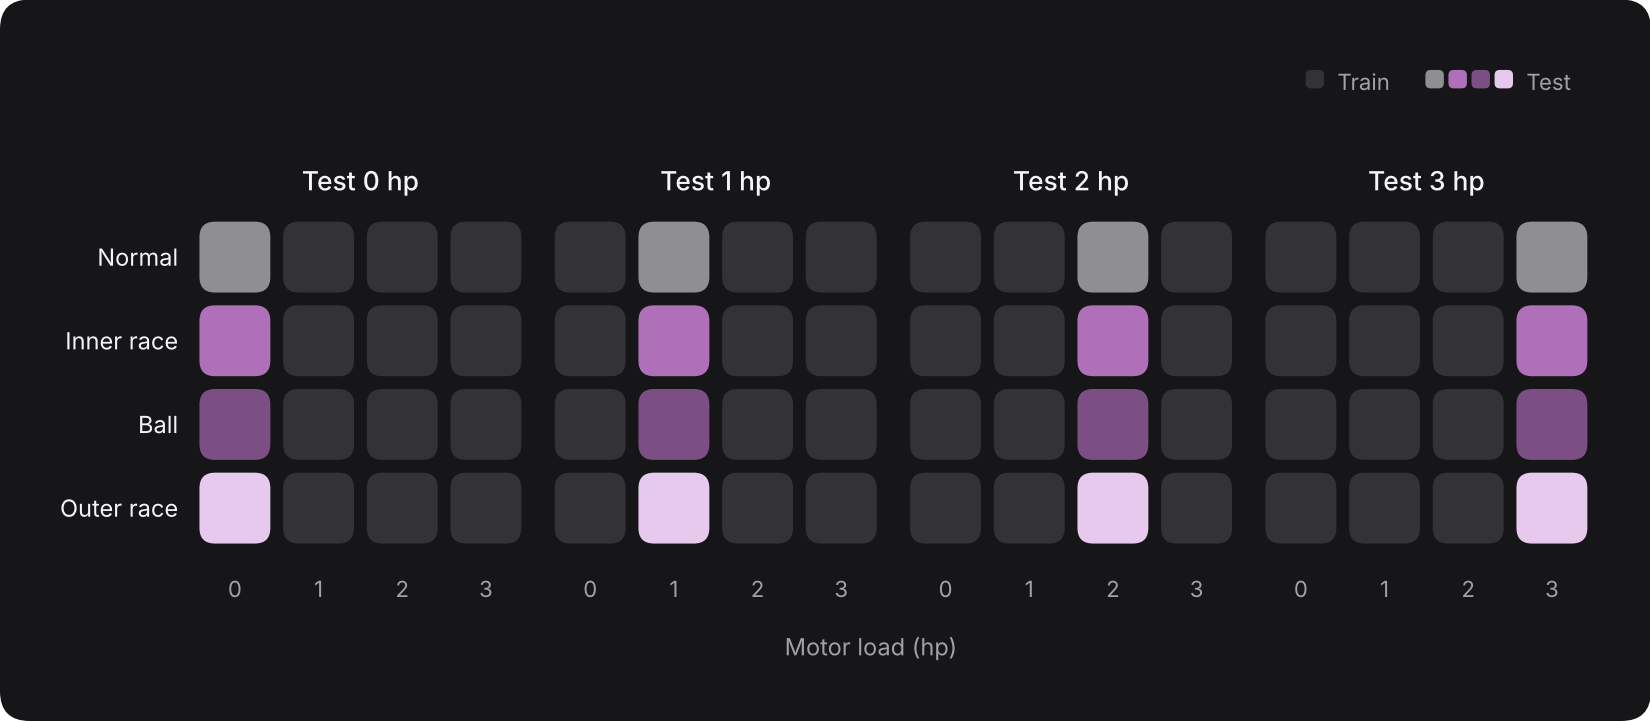 Train Test
Test 0 hp Test 1 hp Test 2 hp Test 3 hp
Normal
Inner race
Ball
Outer race
0 1 2 3 0 1 2 3 0 1 2 3 0 1 2 3
Motor load (hp)